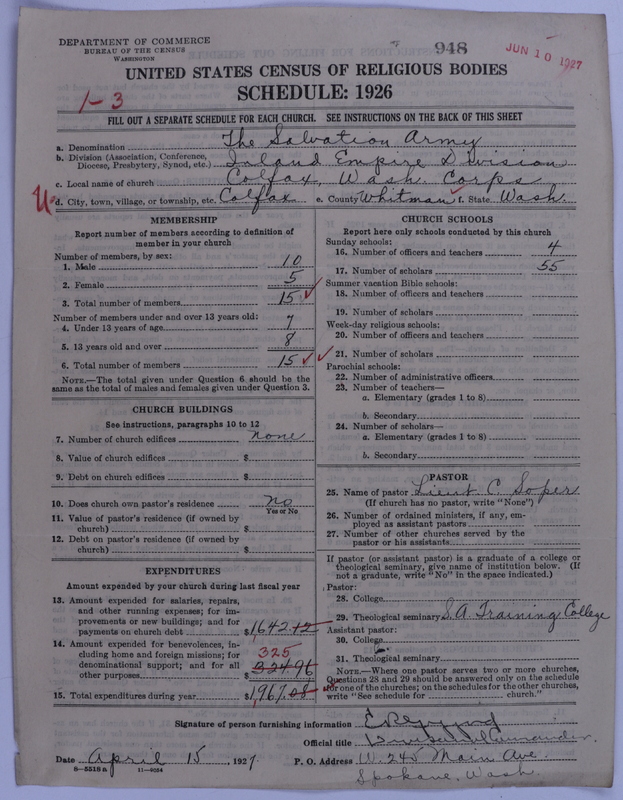 DEPARTMENT OF COMMERCE
BUREAU OF THE CENSUS
WASHINGTON
948
JUN 10 1927
UNITED STATES CENSUS OF RELIGIOUS BODIES
SCHEDULE: 1926
1-3
FILL OUT A SEPARATE SCHEDULE FOR EACH CHURCH. SEE INSTRUCTIONS ON THE BACK OF THIS SHEET
a. Denomination The Salvation Army
b. Division (Association, Conference, Diocese, Presbytery, Synod, etc.) Inland Empire Division
c. Local name of church Colfax, Wash. Corps
U d. City, town, village, or township, etc. Colfax e. County Whitman f. State Wash.
MEMBERSHIP
Report number of members according to definition of
member in your church
Number of members, by sex:
1. Male 10
2. Female 5
3. Total number of members 15 ✓
Number of members under and over 13 years old:
4. Under 13 years of age 7
5. 13 years old and over 8
6. Total number of members 15 ✓ ✓
NOTE.—The total given under Question 6 should be the
same as the total of males and females given under Question 3.
CHURCH BUILDINGS
See instructions, paragraphs 10 to 12
7. Number of church edifices none
8. Value of church edifices $
9. Debt on church edifices $
10. Does church own pastor's residence no
Yes or No
11. Value of pastor's residence (if owned by
church) $
12. Debt on pastor's residence (if owned by
church) $
EXPENDITURES
Amount expended by your church during last fiscal year
13. Amount expended for salaries, repairs,
and other running expenses; for im-
provements or new buildings; and for
payments on church debt $1642.12
14. Amount expended for benevolences, in-
cluding home and foreign missions; for 325
denominational support; and for all
other purposes $324.96
15. Total expenditures during year $1,967.08
CHURCH SCHOOLS
Report here only schools conducted by this church
Sunday schools:
16. Number of officers and teachers 4
17. Number of scholars 55
Summer vacation Bible schools:
18. Number of officers and teachers
19. Number of scholars
Week-day religious schools:
20. Number of officers and teachers
21. Number of scholars
Parochial schools:
22. Number of administrative officers
23. Number of teachers—
a. Elementary (grades 1 to 8)
b. Secondary
24. Number of scholars—
a. Elementary (grades 1 to 8)
b. Secondary
PASTOR
25. Name of pastor Lieut C. Soper
(If church has no pastor, write "None")
26. Number of ordained ministers, if any, em-
ployed as assistant pastors
27. Number of other churches served by the
pastor or his assistants
If pastor (or assistant pastor) is a graduate of a college or
theological seminary, give name of institution below. (If
not a graduate, write "No" in the space indicated.)
Pastor:
28. College
29. Theological seminary S.A. Training College
Assistant pastor:
30. College
31. Theological seminary
NOTE.—Where one pastor serves two or more churches,
Questions 28 and 29 should be answered only on the schedule
for one of the churches; on the schedules for the other churches,
write "See schedule for church."
Signature of person furnishing information
Official title Divisional Commander.
Date April 15, 1927. P. O. Address W. 245 Main Ave
8—5518a 11—9034
Spokane, Wash.